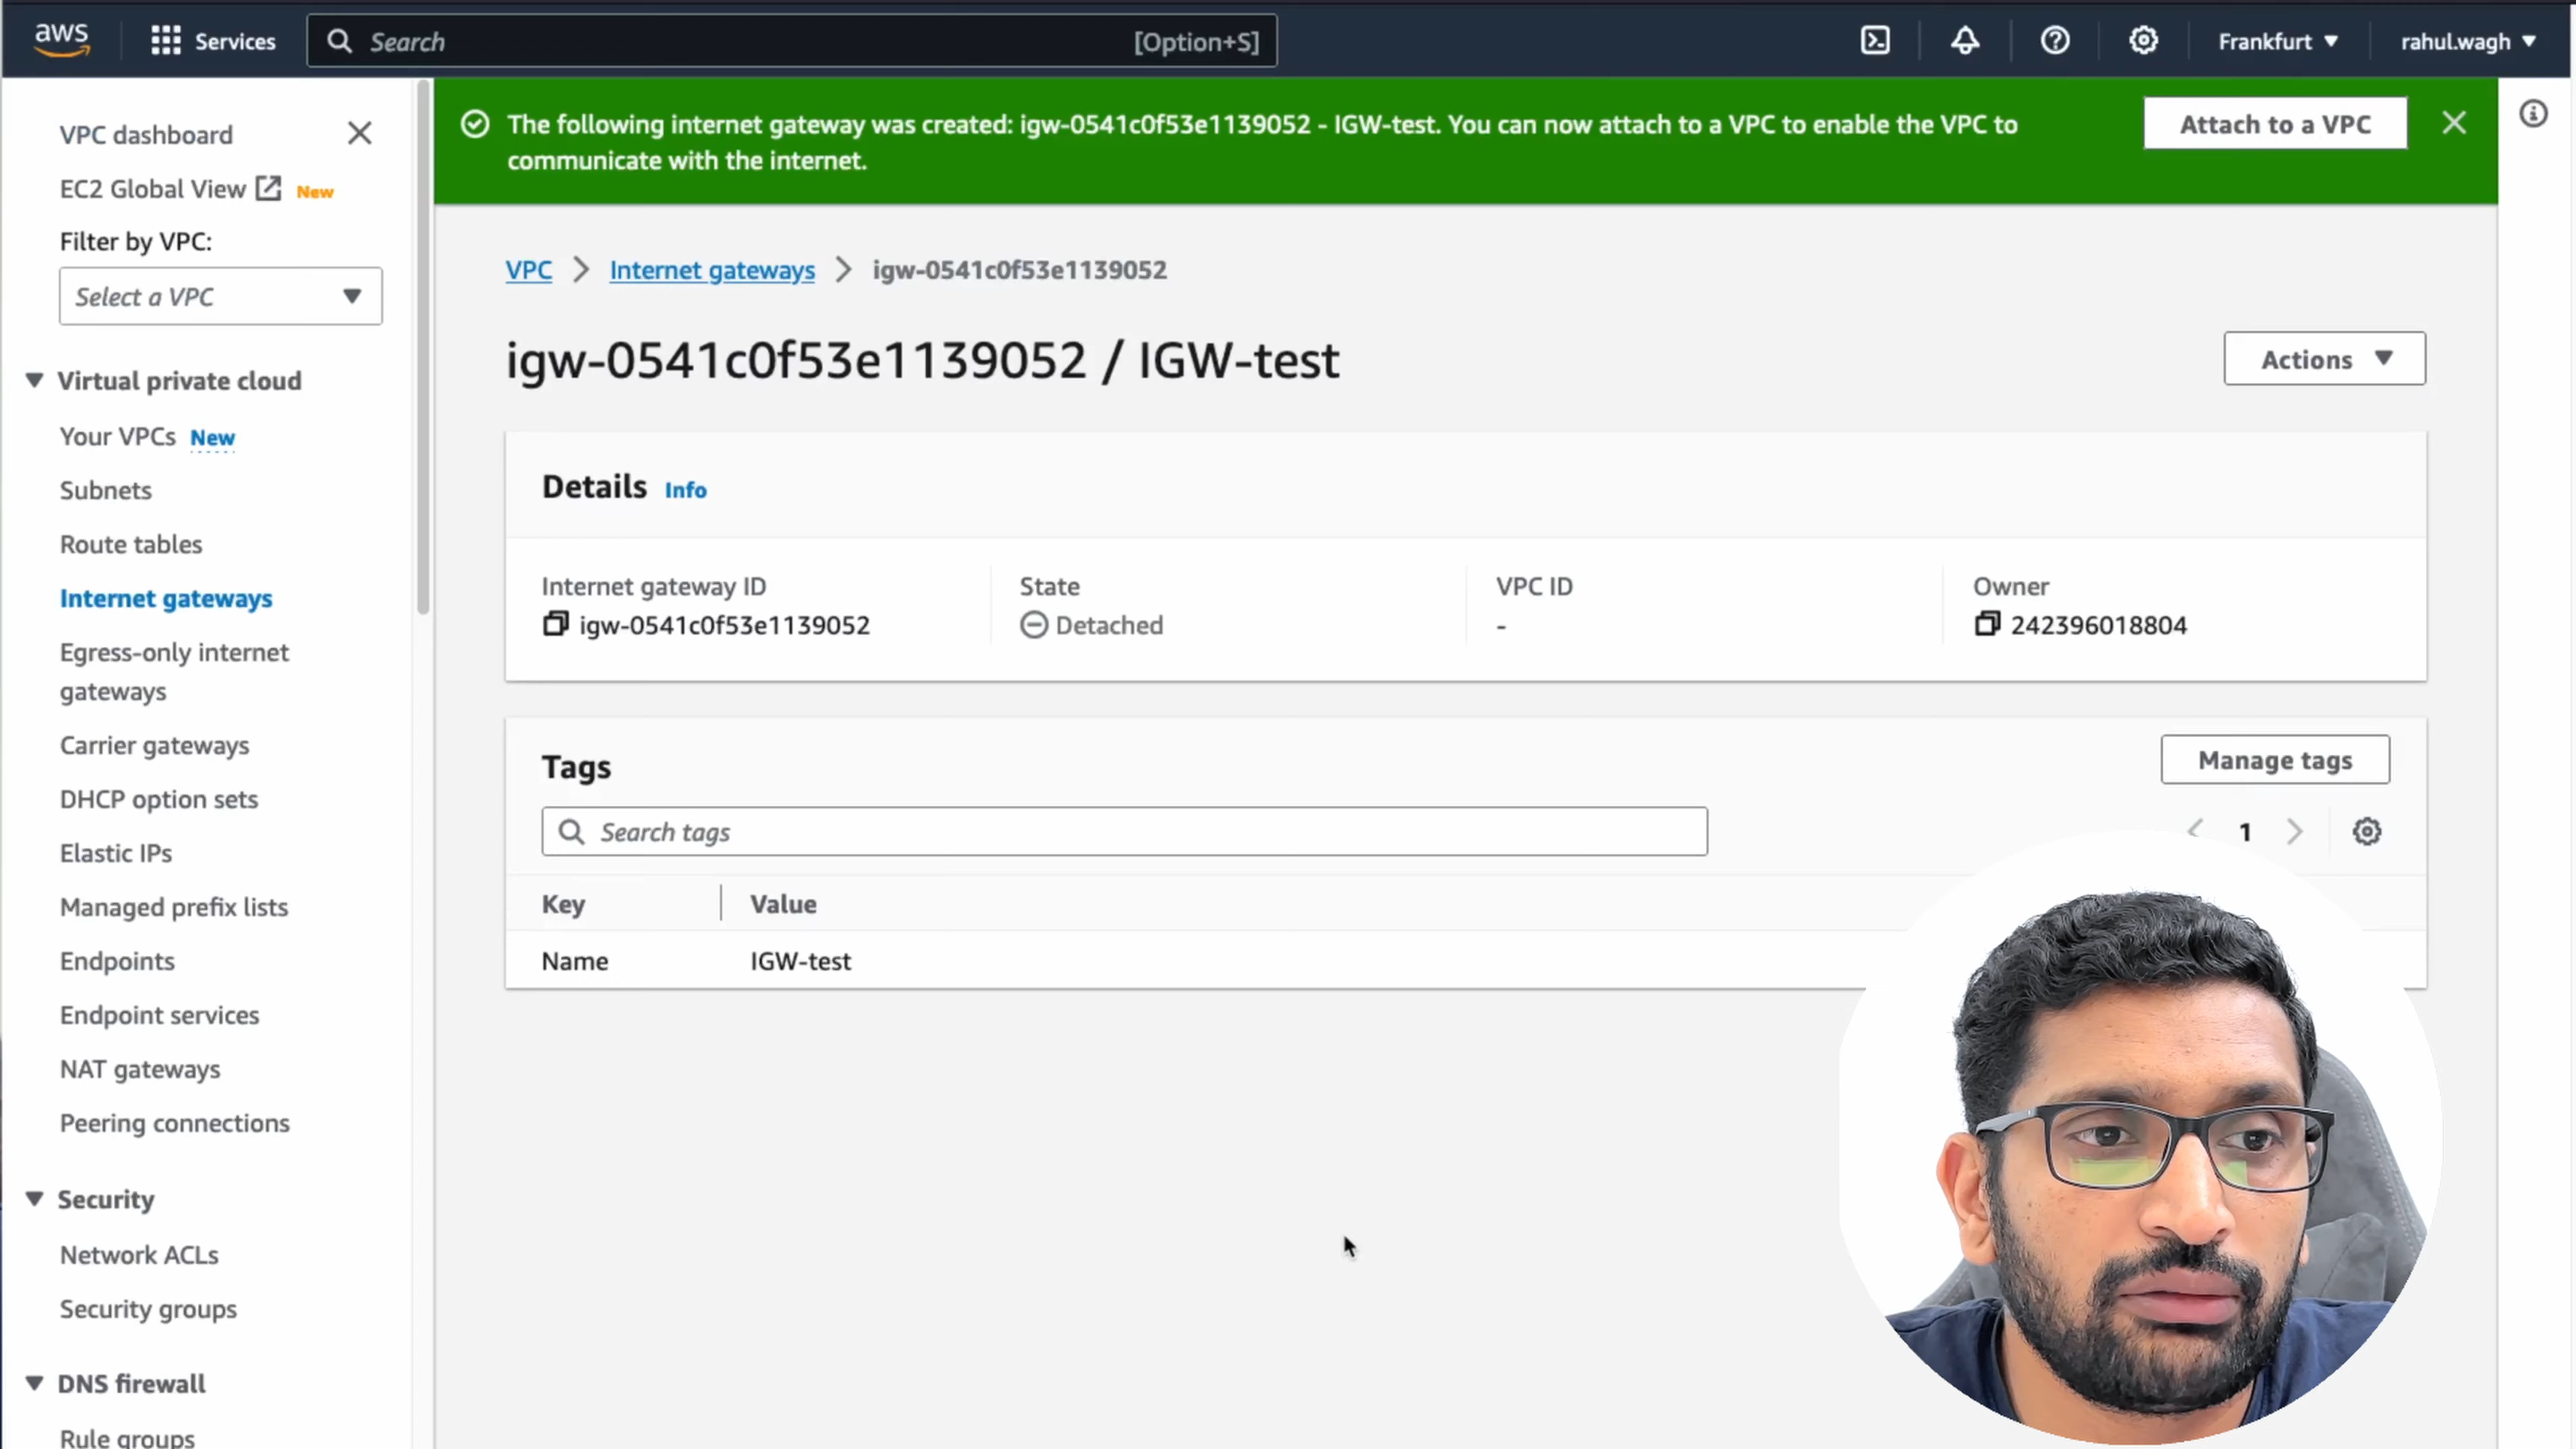 aws
Services
Search
[Option+S]
Frankfurt
rahul.wagh
VPC dashboard
EC2 Global View New
Filter by VPC:
Select a VPC
Virtual private cloud
Your VPCs New
Subnets
Route tables
Internet gateways
Egress-only internet
gateways
Carrier gateways
DHCP option sets
Elastic IPs
Managed prefix lists
Endpoints
Endpoint services
NAT gateways
Peering connections
Security
Network ACLs
Security groups
DNS firewall
Rule groups
The following internet gateway was created: igw-0541c0f53e1139052 - IGW-test. You can now attach to a VPC to enable the VPC to
communicate with the internet.
Attach to a VPC
VPC
Internet gateways
igw-0541c0f53e1139052
igw-0541c0f53e1139052 / IGW-test
Actions
Details Info
Internet gateway ID
igw-0541c0f53e1139052
State
Detached
VPC ID
-
Owner
242396018804
Tags
Manage tags
Search tags
1
Key Value
Name IGW-test